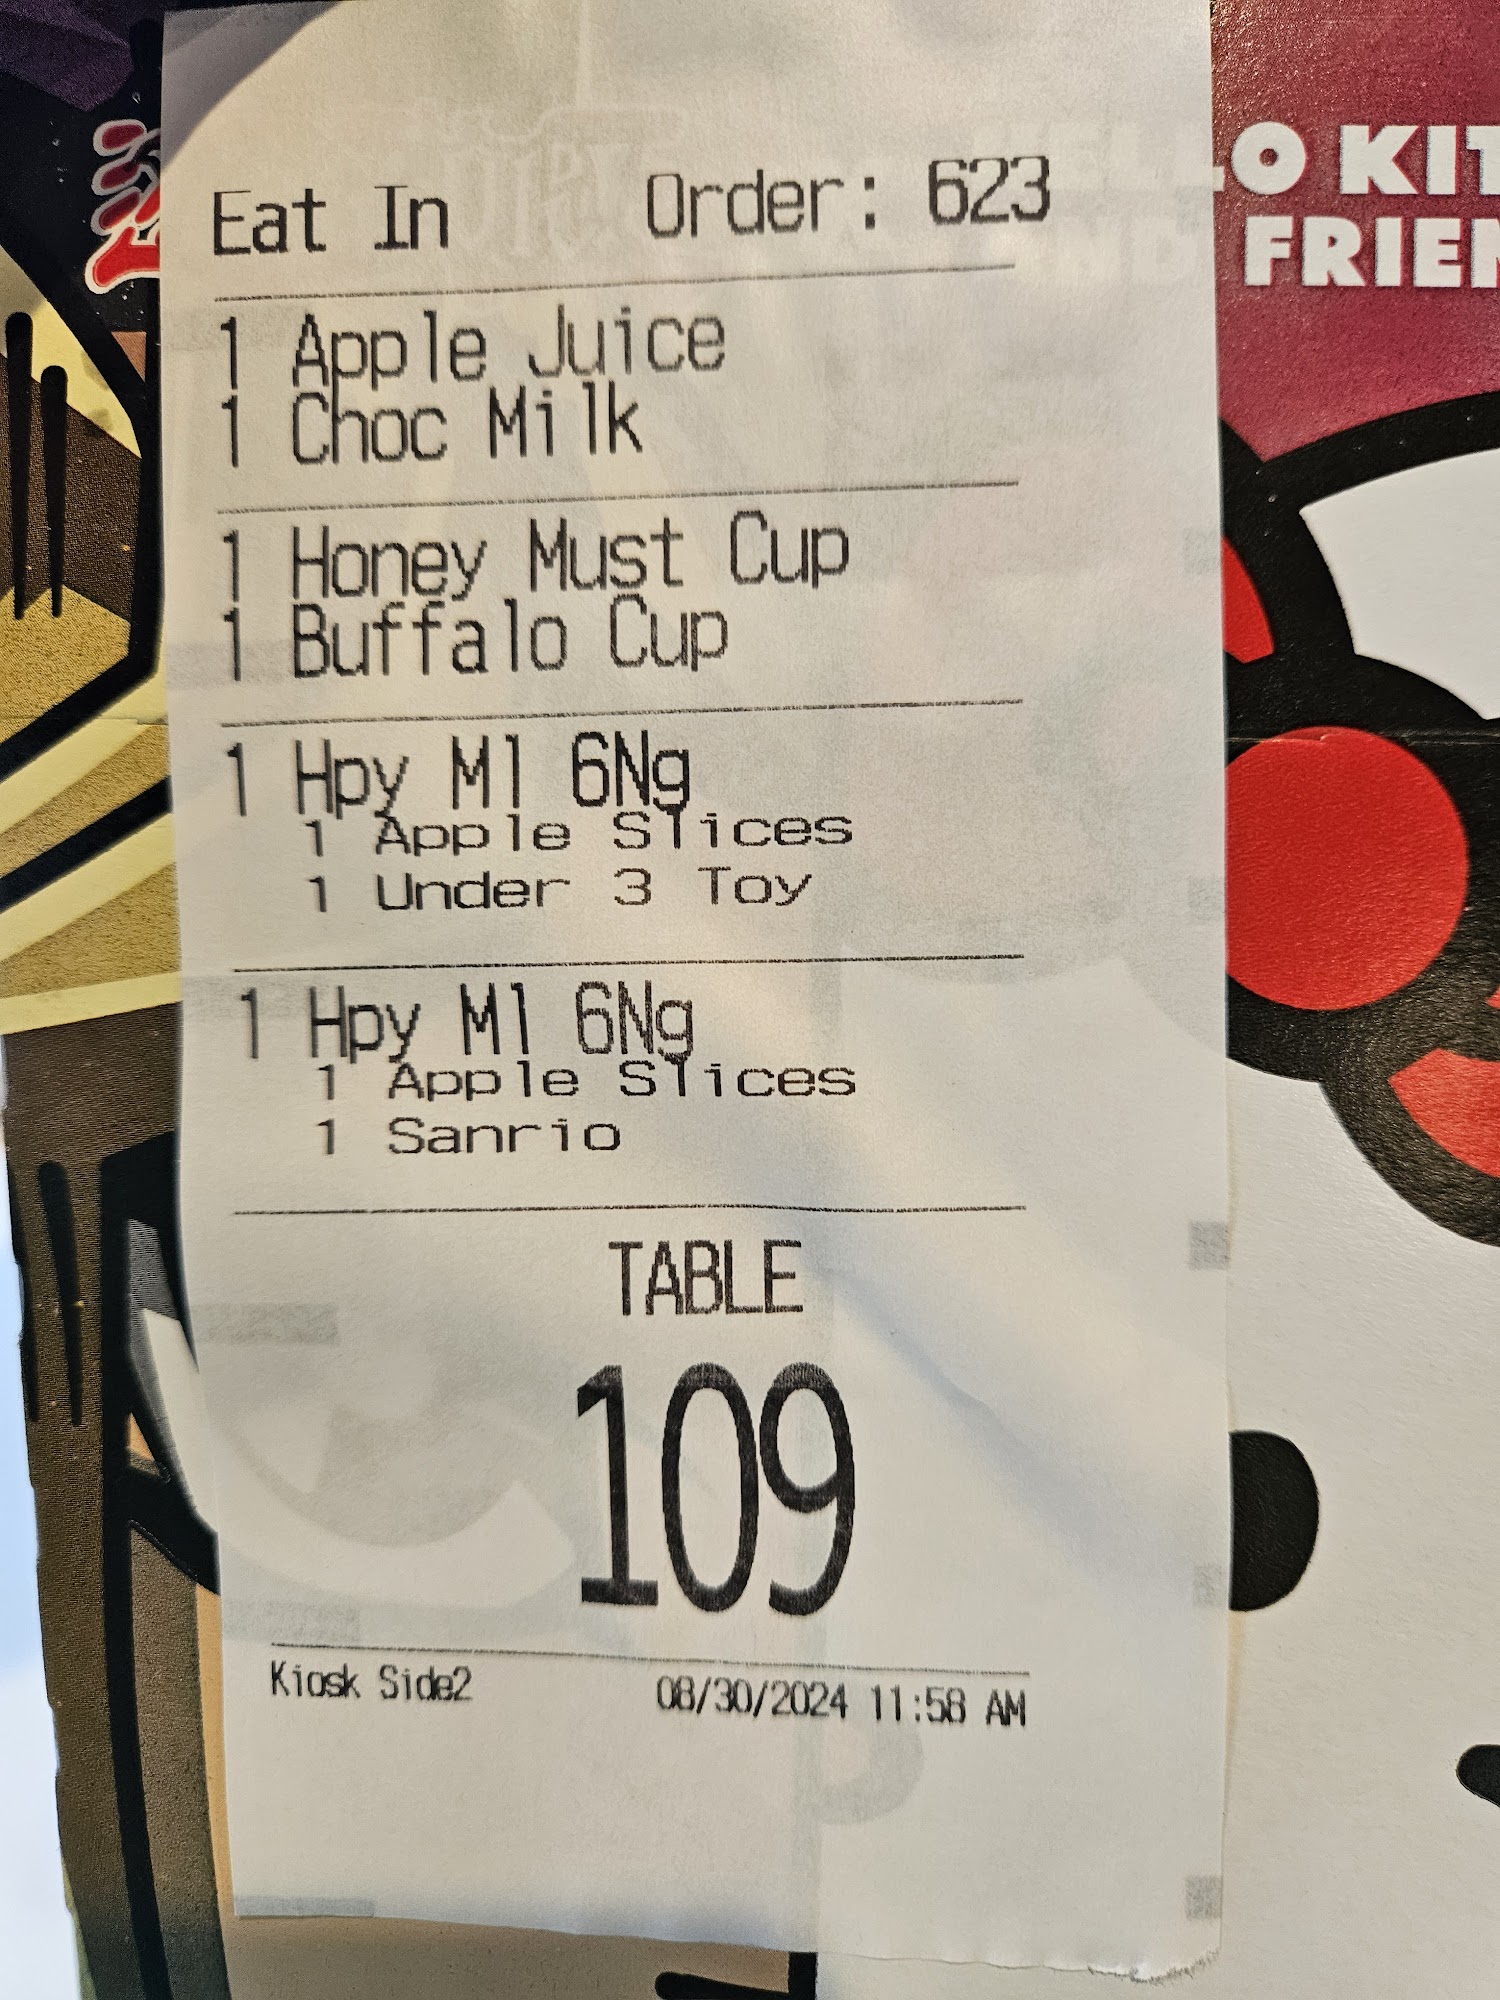 Eat In Order: 623
1 Apple Juice
1 Choc Milk
1 Honey Must Cup
1 Buffalo Cup
1 Hpy Ml 6Ng
1 Apple Slices
1 Under 3 Toy
1 Hpy Ml 6Ng
1 Apple Slices
1 Sanrio
TABLE
109
Kiosk Side2 08/30/2024 11:58 AM
LO KIT
FRIEN